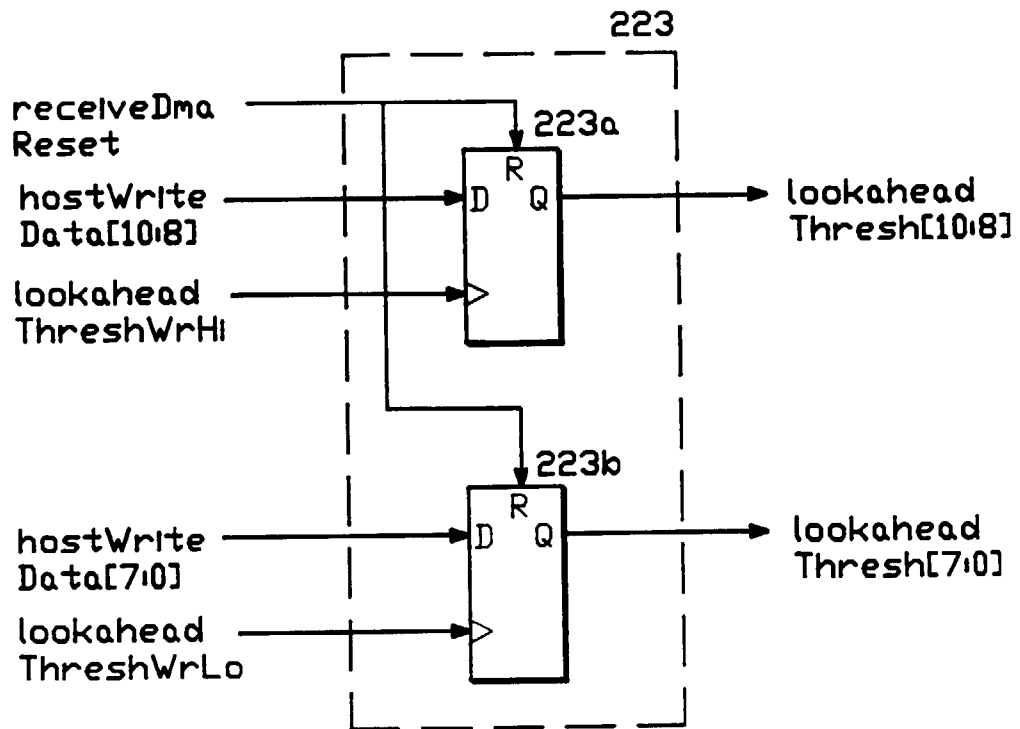 223
receiveDma
Reset
223a
R
hostWrite
Data[10:8]
D Q
lookahead
Thresh[10:8]
lookahead
ThreshWrHi
223b
R
hostWrite
Data[7:0]
D Q
lookahead
Thresh[7:0]
lookahead
ThreshWrLo